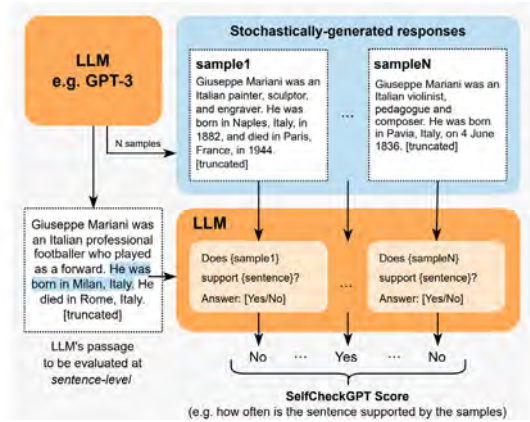 LLM
e.g. GPT-3
N samples
Stochastically-generated responses
sample1
Giuseppe Mariani was an
Italian painter, sculptor,
and engraver. He was
born in Naples, Italy, in
1882, and died in Paris,
France, in 1944.
[truncated]
...
sampleN
Giuseppe Mariani was an
Italian violinist,
pedagogue and
composer. He was born
in Pavia, Italy, on 4 June
1836. [truncated]
Giuseppe Mariani was
an Italian professional
footballer who played
as a forward. He was
born in Milan, Italy. He
died in Rome, Italy.
[truncated]
LLM's passage
to be evaluated at
sentence-level
LLM
Does {sample1}
support {sentence}?
Answer: [Yes/No]
...
Does {sampleN}
support {sentence}?
Answer: [Yes/No]
No ... Yes ... No
SelfCheckGPT Score
(e.g. how often is the sentence supported by the samples)